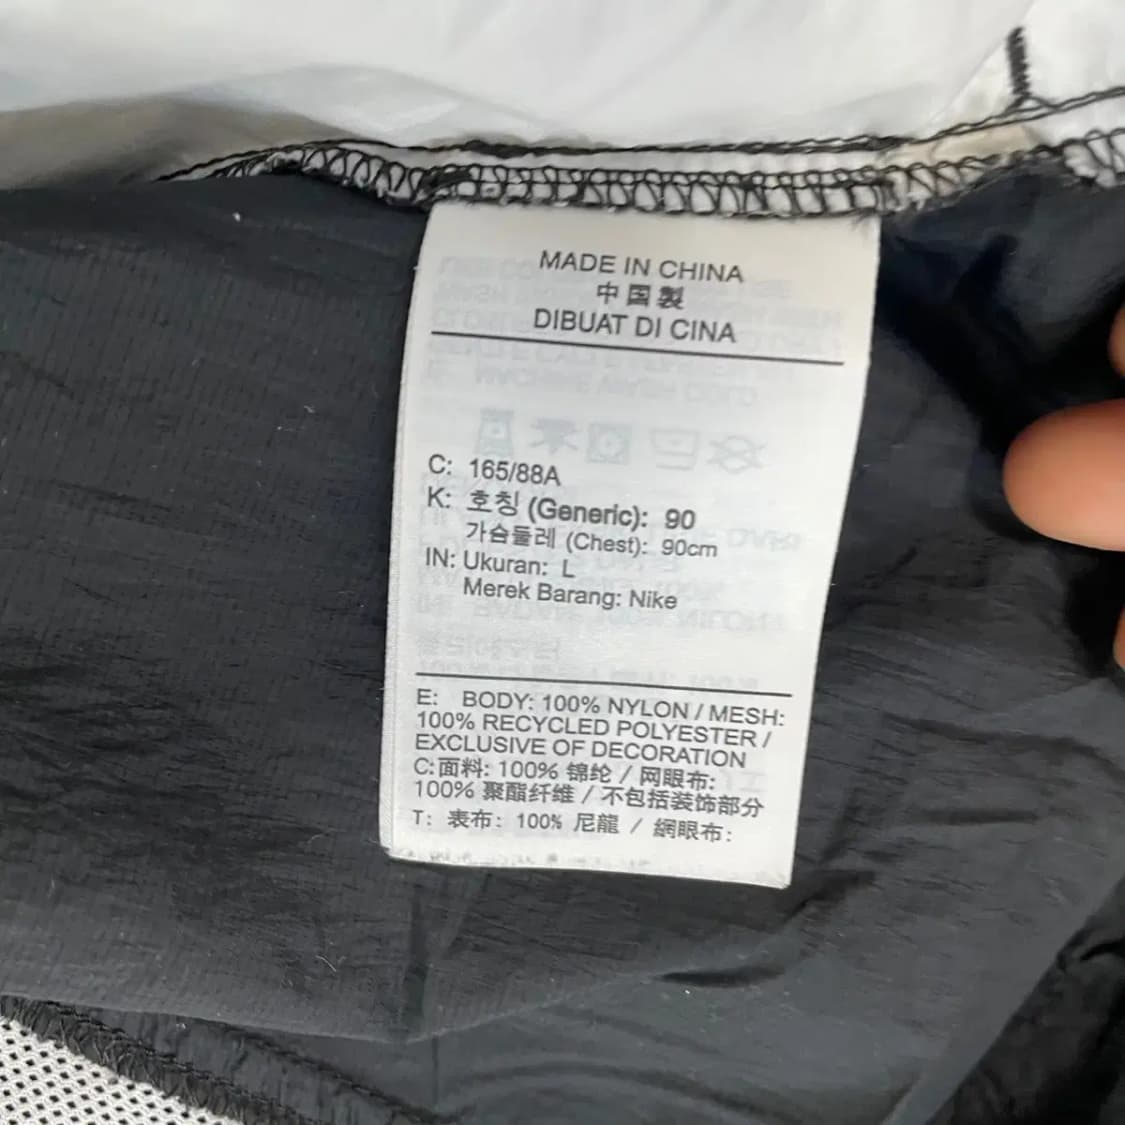 MADE IN CHINA
中国製
DIBUAT DI CINA
C: 165/88A
K: 호칭 (Generic): 90
가슴둘레 (Chest): 90cm
IN: Ukuran: L
Merek Barang: Nike
E: BODY: 100% NYLON / MESH:
100% RECYCLED POLYESTER /
EXCLUSIVE OF DECORATION
C:面料: 100% 锦纶 / 网眼布:
100% 聚酯纤维 / 不包括装饰部分
T: 表布: 100% 尼龍 / 網眼布: